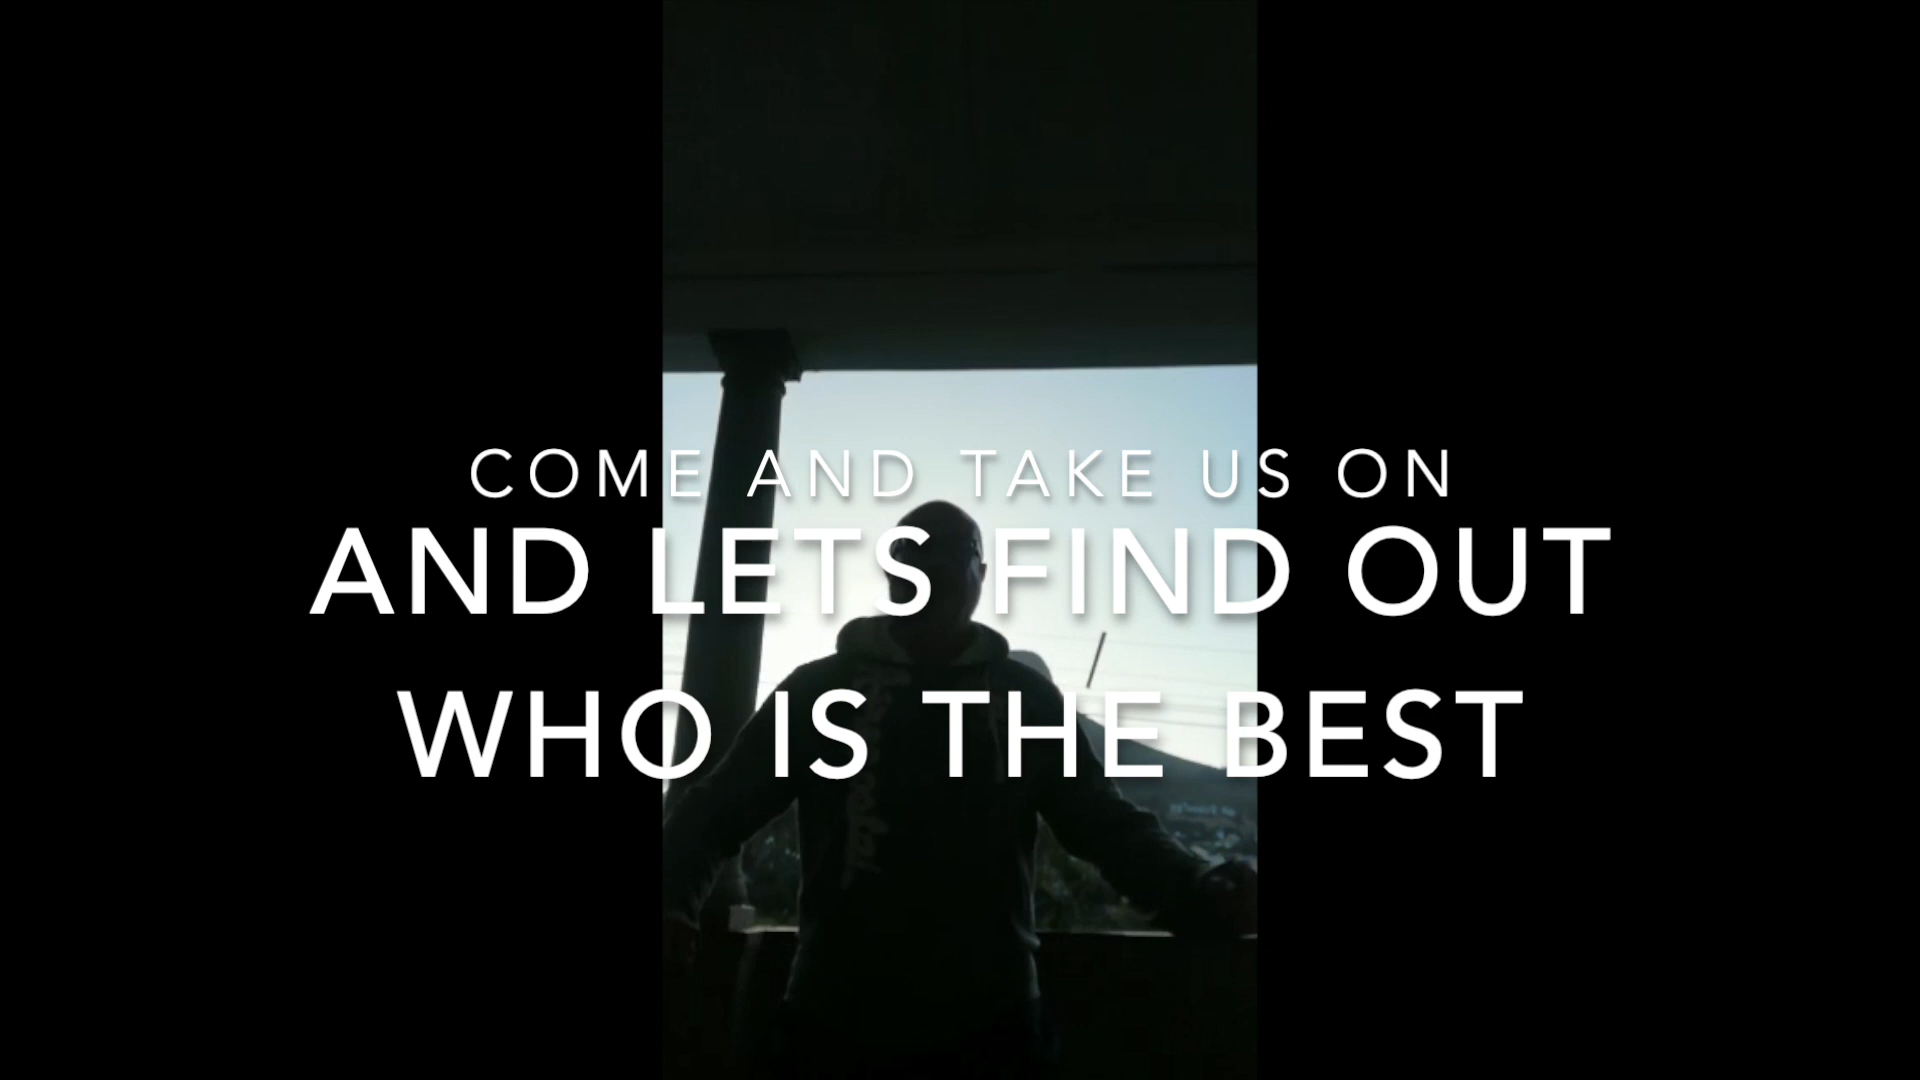 COME AND TAKE US ON
AND LETS FIND OUT
WHO IS THE BEST